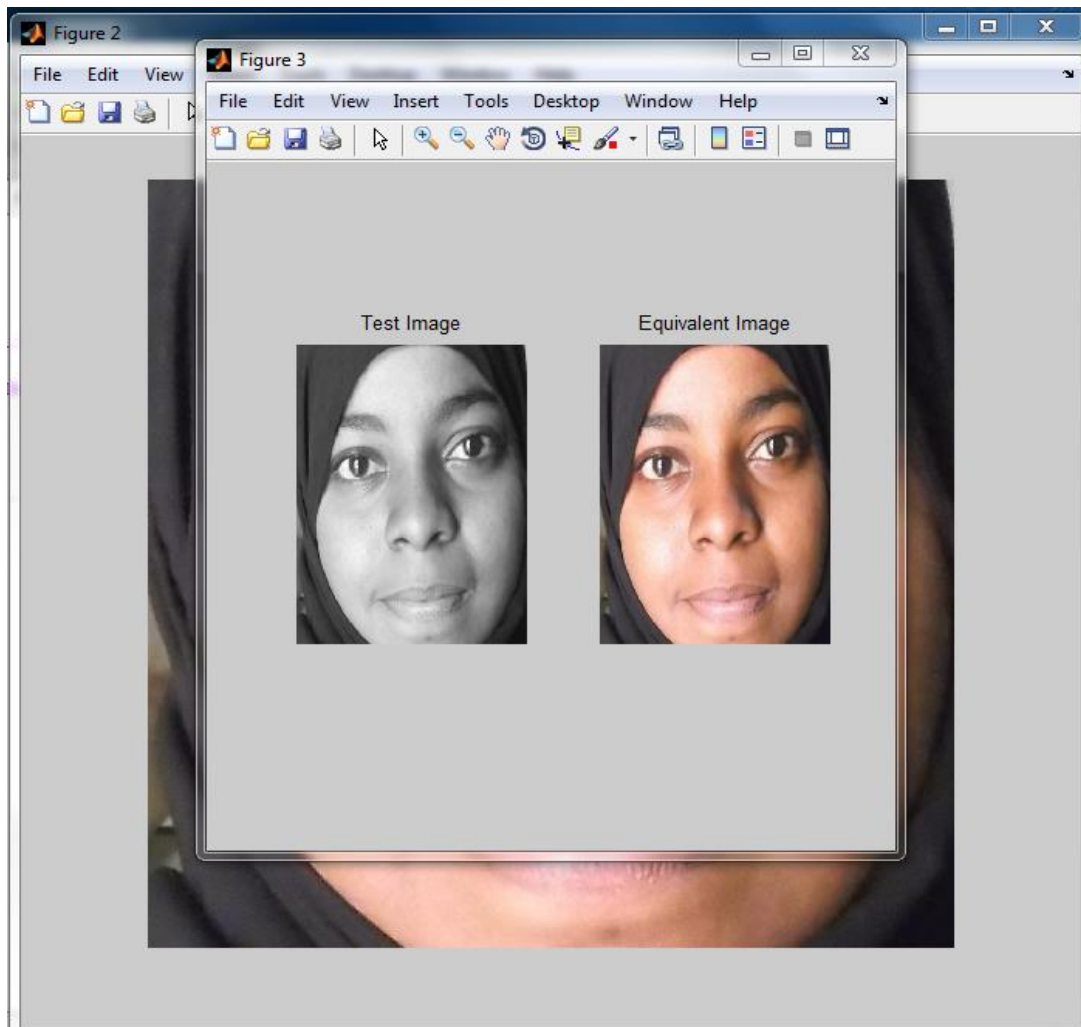 Figure 2
File Edit View
Figure 3
File Edit View Insert Tools Desktop Window Help
Test Image Equivalent Image